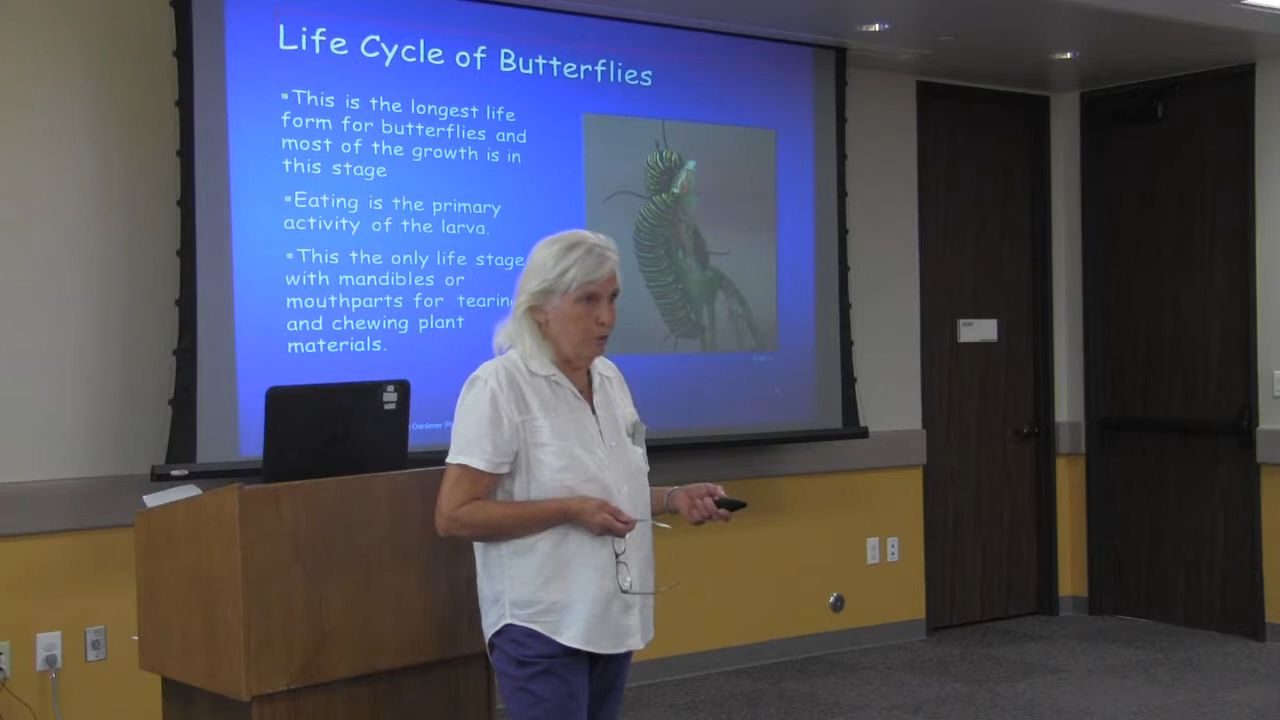 Life Cycle of Butterflies
▪This is the longest life
form for butterflies and
most of the growth is in
this stage
▪Eating is the primary
activity of the larva.
▪This the only life stage
with mandibles or
mouthparts for tearin
and chewing plant
materials.